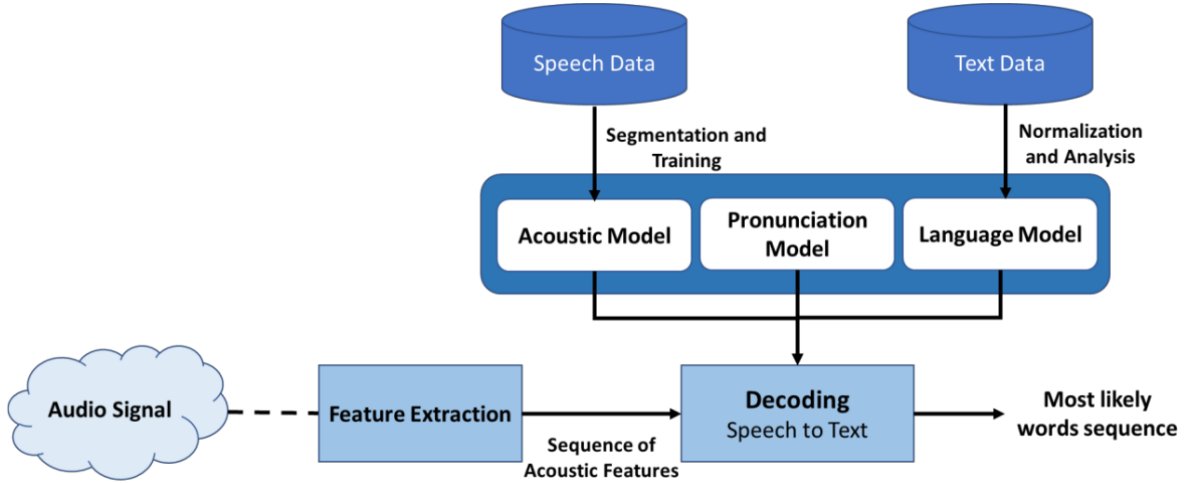 Speech Data
Text Data
Segmentation and
Training
Normalization
and Analysis
Acoustic Model
Pronunciation
Model
Language Model
Audio Signal
Feature Extraction
Sequence of
Acoustic Features
Decoding
Speech to Text
Most likely
words sequence